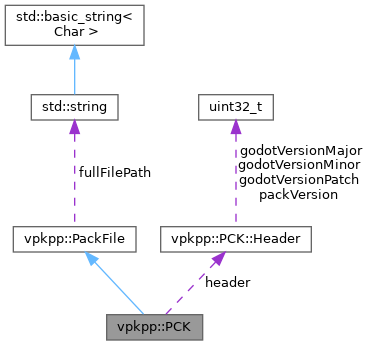 std::basic_string<
Char >
std::string
uint32_t
fullFilePath
godotVersionMajor
godotVersionMinor
godotVersionPatch
packVersion
vpkpp::PackFile
vpkpp::PCK::Header
header
vpkpp::PCK